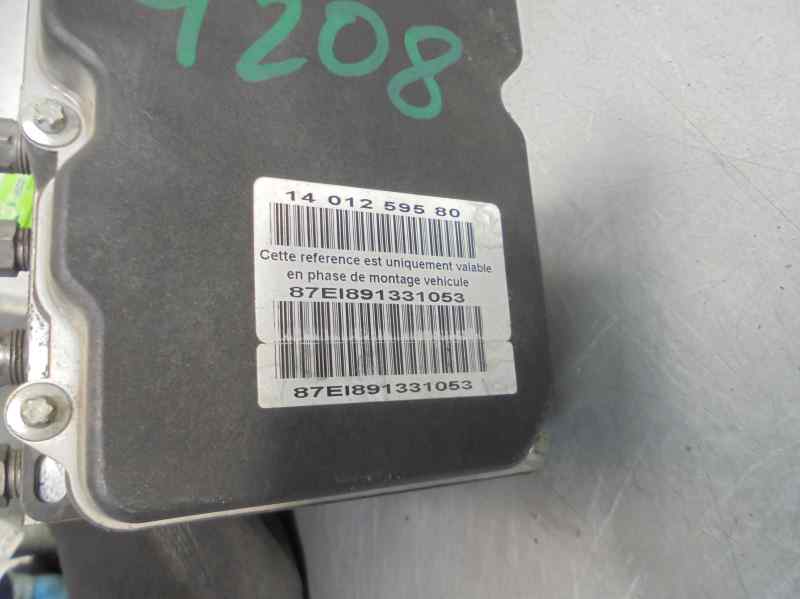 9208
14 012 595 80
Cette reference est uniquement valable
en phase de montage vehicule
87EI891331053
87EI891331053